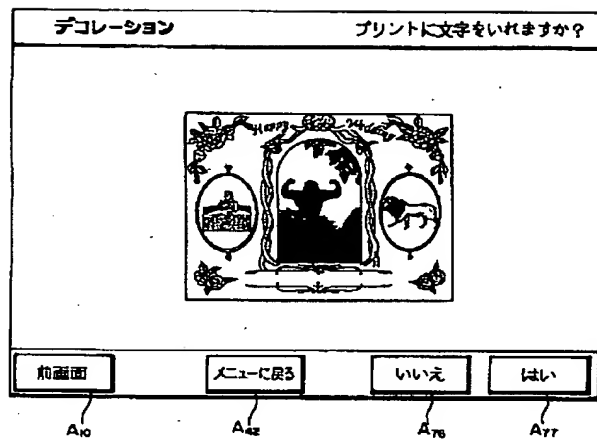 デコレーション プリントに文字をいれますか?
Happy Wedding
前画面 メニューに戻る いいえ はい
A10 A42 A76 A77